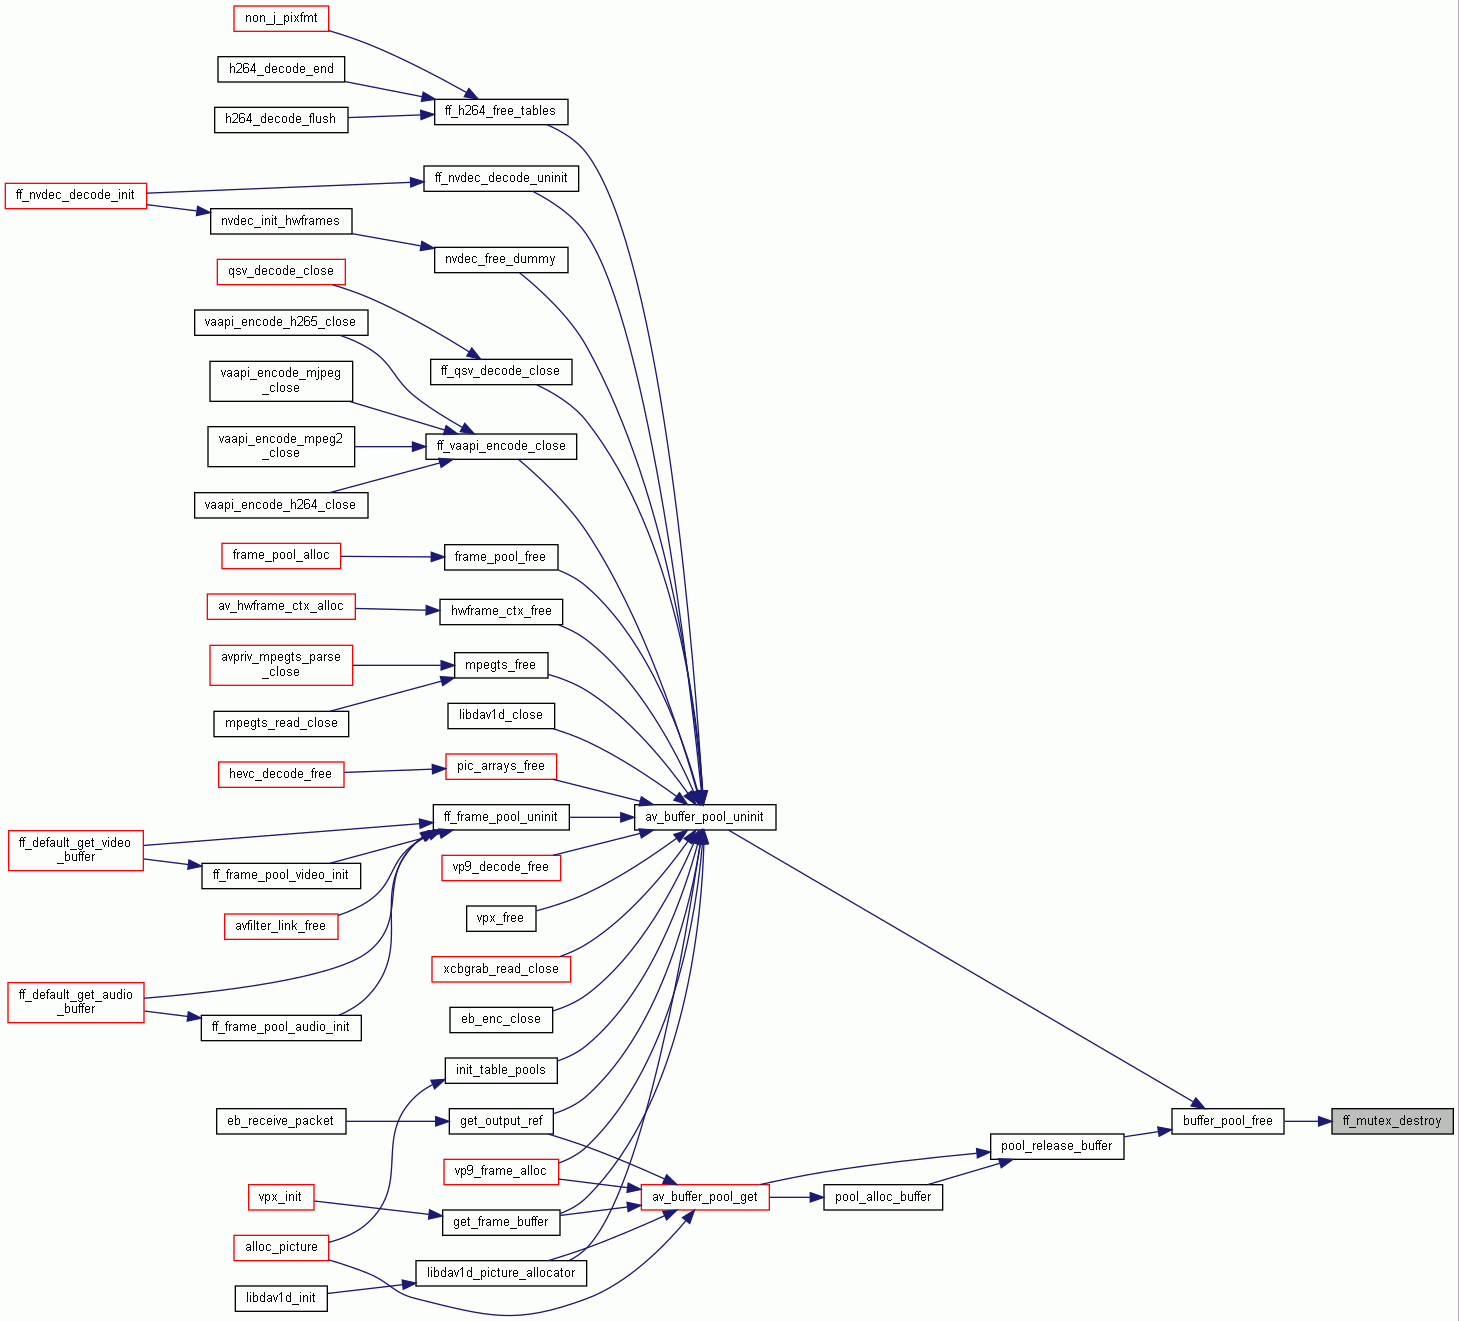 non_j_pixfmt
h264_decode_end
ff_h264_free_tables
h264_decode_flush
ff_nvdec_decode_uninit
ff_nvdec_decode_init
nvdec_init_hwframes
nvdec_free_dummy
qsv_decode_close
vaapi_encode_h265_close
ff_qsv_decode_close
vaapi_encode_mjpeg
_close
vaapi_encode_mpeg2
_close
ff_vaapi_encode_close
vaapi_encode_h264_close
frame_pool_alloc
frame_pool_free
av_hwframe_ctx_alloc
hwframe_ctx_free
avpriv_mpegts_parse
_close
mpegts_free
mpegts_read_close
libdav1d_close
hevc_decode_free
pic_arrays_free
ff_frame_pool_uninit
av_buffer_pool_uninit
ff_default_get_video
_buffer
ff_frame_pool_video_init
vp9_decode_free
avfilter_link_free
vpx_free
xcbgrab_read_close
ff_default_get_audio
_buffer
ff_frame_pool_audio_init
eb_enc_close
init_table_pools
eb_receive_packet
get_output_ref
buffer_pool_free
ff_mutex_destroy
pool_release_buffer
vp9_frame_alloc
vpx_init
av_buffer_pool_get
pool_alloc_buffer
get_frame_buffer
alloc_picture
libdav1d_picture_allocator
libdav1d_init